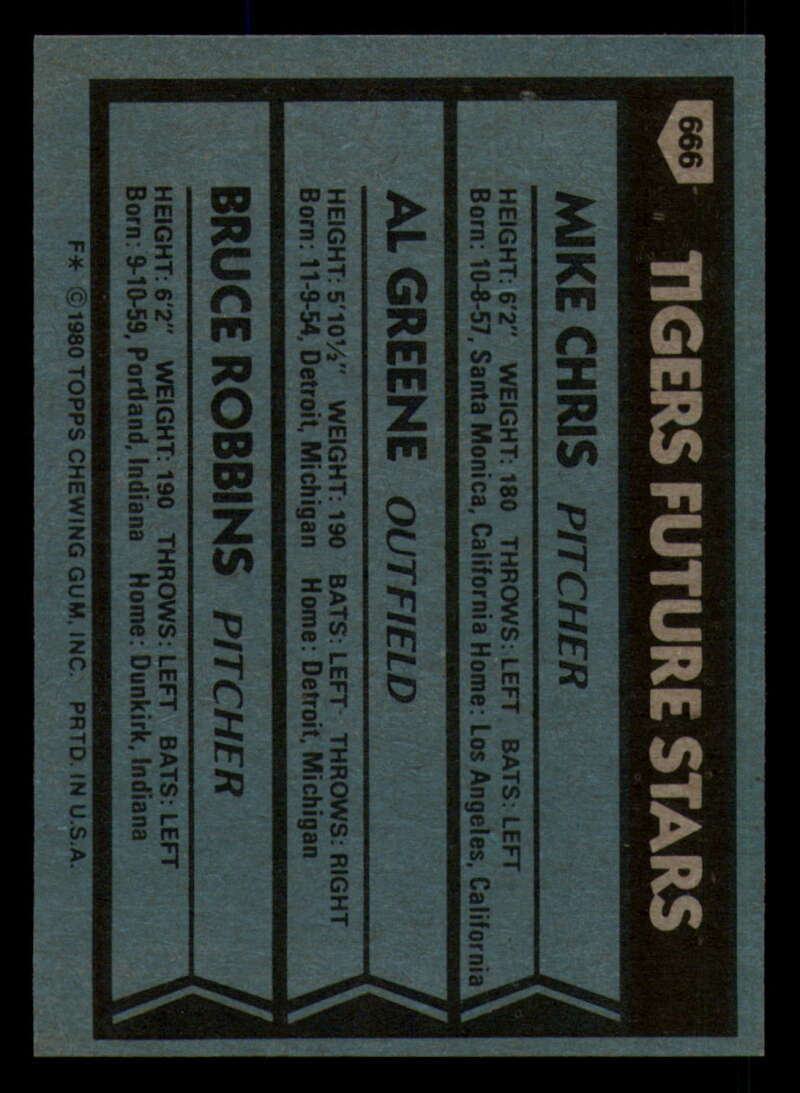 666
TIGERS FUTURE STARS
MIKE CHRIS PITCHER
HEIGHT: 6'2" WEIGHT: 180 THROWS: LEFT BATS: LEFT
Born: 10-8-57, Santa Monica, California Home: Los Angeles, California
AL GREENE OUTFIELD
HEIGHT: 5'10½" WEIGHT: 190 BATS: LEFT THROWS: RIGHT
Born: 11-9-54, Detroit, Michigan Home: Detroit, Michigan
BRUCE ROBBINS PITCHER
HEIGHT: 6'2" WEIGHT: 190 THROWS: LEFT BATS: LEFT
Born: 9-10-59, Portland, Indiana Home: Dunkirk, Indiana
F* © 1980 TOPPS CHEWING GUM, INC. PRTD. IN U.S.A.